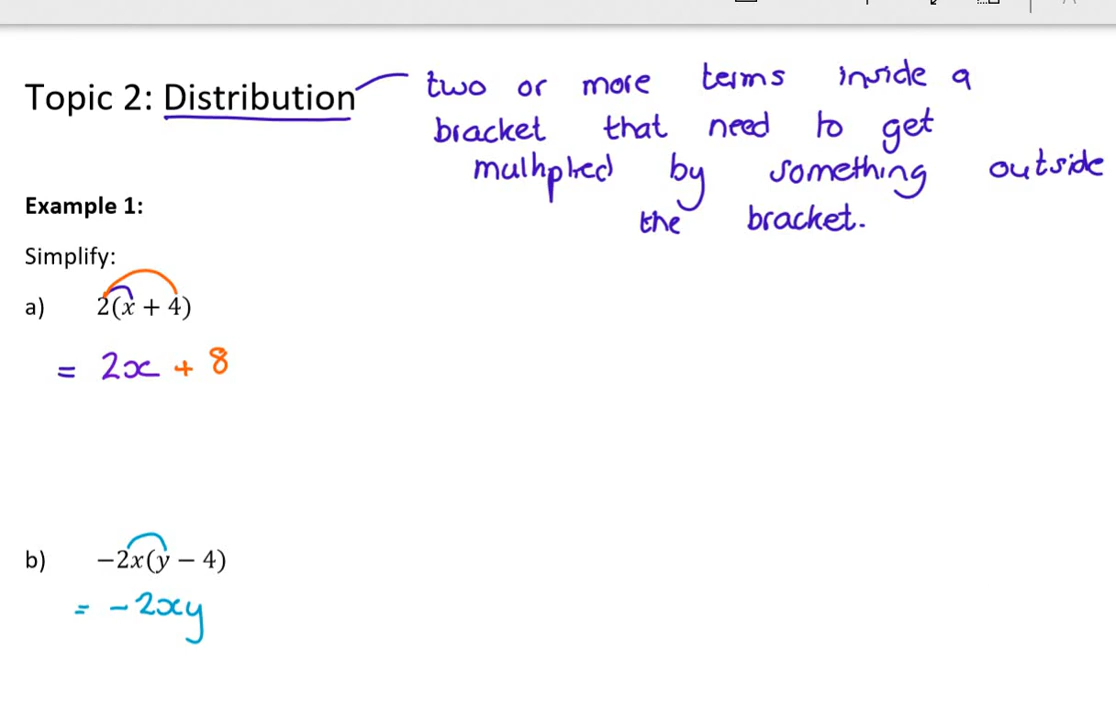 Topic 2: Distribution
two or more terms inside a
bracket that need to get
multiplied by something outside
the bracket.
Example 1:
Simplify:
a) 2(x + 4)
= 2x + 8
b) −2x(y − 4)
= -2xy